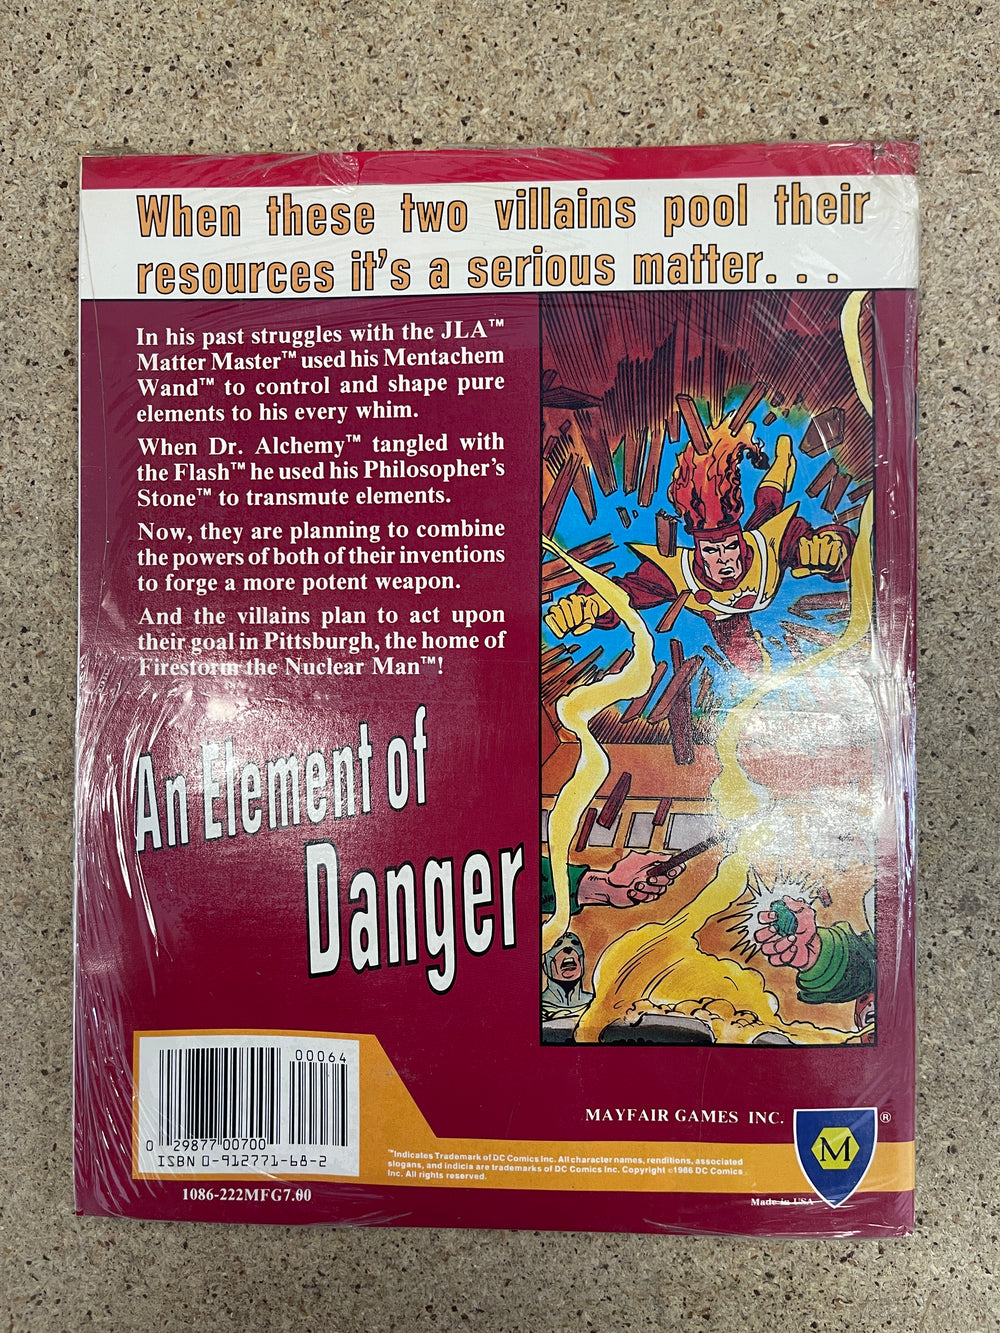 When these two villains pool their
resources it's a serious matter. . .
In his past struggles with the JLA™
Matter Master™ used his Mentachem
Wand™ to control and shape pure
elements to his every whim.
When Dr. Alchemy™ tangled with
the Flash™ he used his Philosopher's
Stone™ to transmute elements.
Now, they are planning to combine
the powers of both of their inventions
to forge a more potent weapon.
And the villains plan to act upon
their goal in Pittsburgh, the home of
Firestorm the Nuclear Man™!
An Element of
Danger
00064
0 29877 00700
ISBN 0-912771-68-2
1086-222MFG7.00
MAYFAIR GAMES INC.
M
®
™Indicates Trademark of DC Comics Inc. All character names, renditions, associated
slogans, and indicia are trademarks of DC Comics Inc. Copyright ©1986 DC Comics
Inc. All rights reserved.
Made in USA